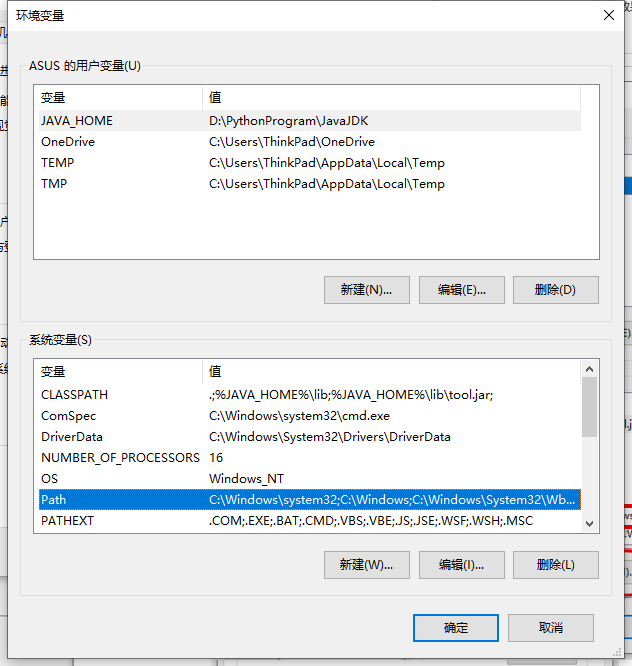 环境变量
ASUS 的用户变量(U)
变量 值
JAVA_HOME D:\PythonProgram\JavaJDK
OneDrive C:\Users\ThinkPad\OneDrive
TEMP C:\Users\ThinkPad\AppData\Local\Temp
TMP C:\Users\ThinkPad\AppData\Local\Temp
新建(N)... 编辑(E)... 删除(D)
系统变量(S)
变量 值
CLASSPATH .;%JAVA_HOME%\lib;%JAVA_HOME%\lib\tool.jar;
ComSpec C:\Windows\system32\cmd.exe
DriverData C:\Windows\System32\Drivers\DriverData
NUMBER_OF_PROCESSORS 16
OS Windows_NT
Path C:\Windows\system32;C:\Windows;C:\Windows\System32\Wb...
PATHEXT .COM;.EXE;.BAT;.CMD;.VBS;.VBE;.JS;.JSE;.WSF;.WSH;.MSC
新建(W)... 编辑(I)... 删除(L)
确定 取消